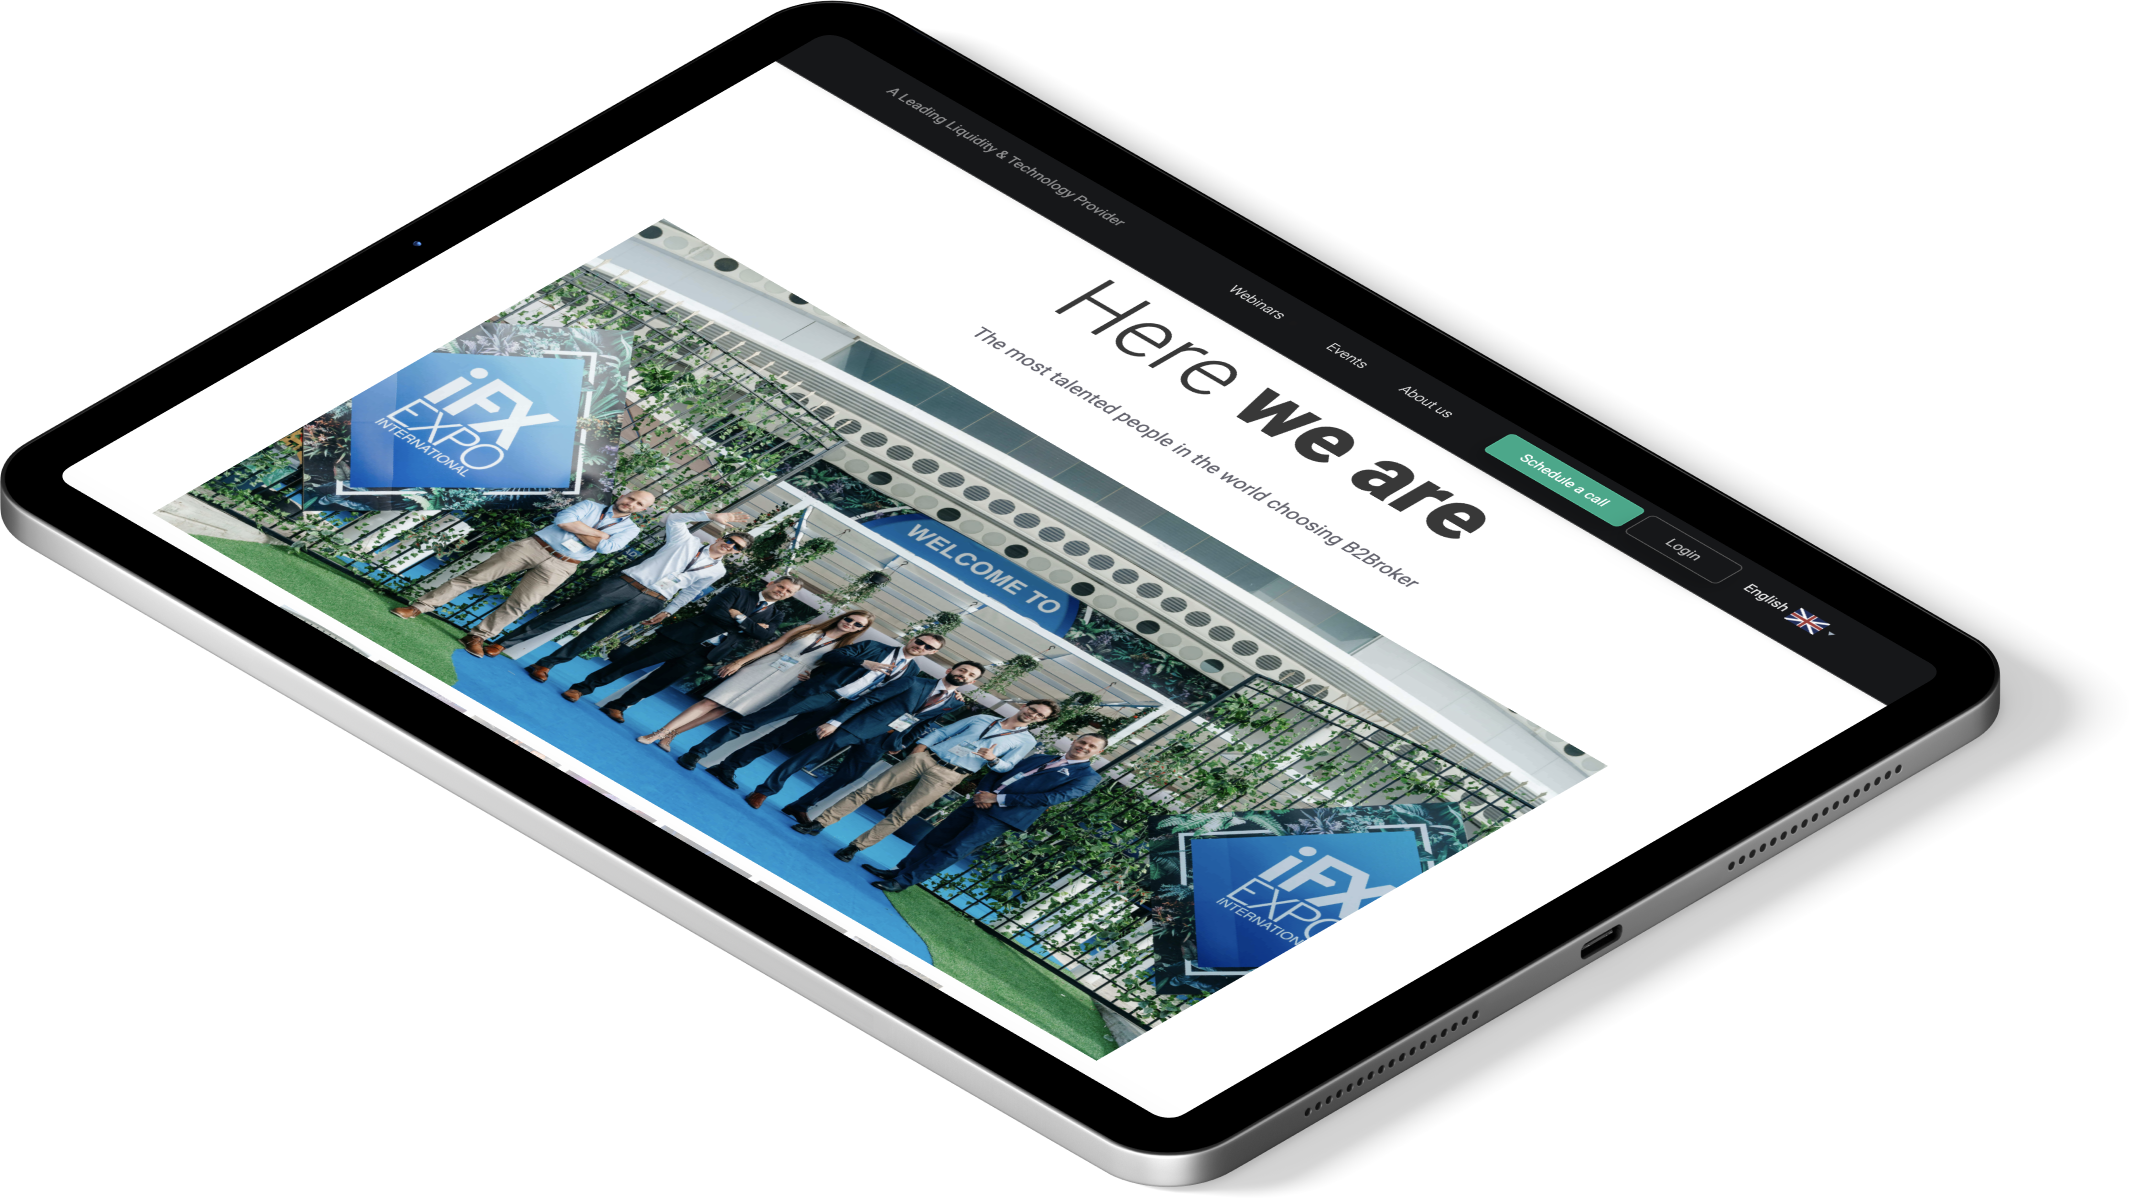 A Leading Liquidity & Technology Provider
Webinars
Events
About us
Schedule a call
Login
English
Here we are
The most talented people in the world choosing B2Broker
iFX
EXPO
INTERNATIONAL
WELCOME TO
iFX
EXPO
INTERNATION